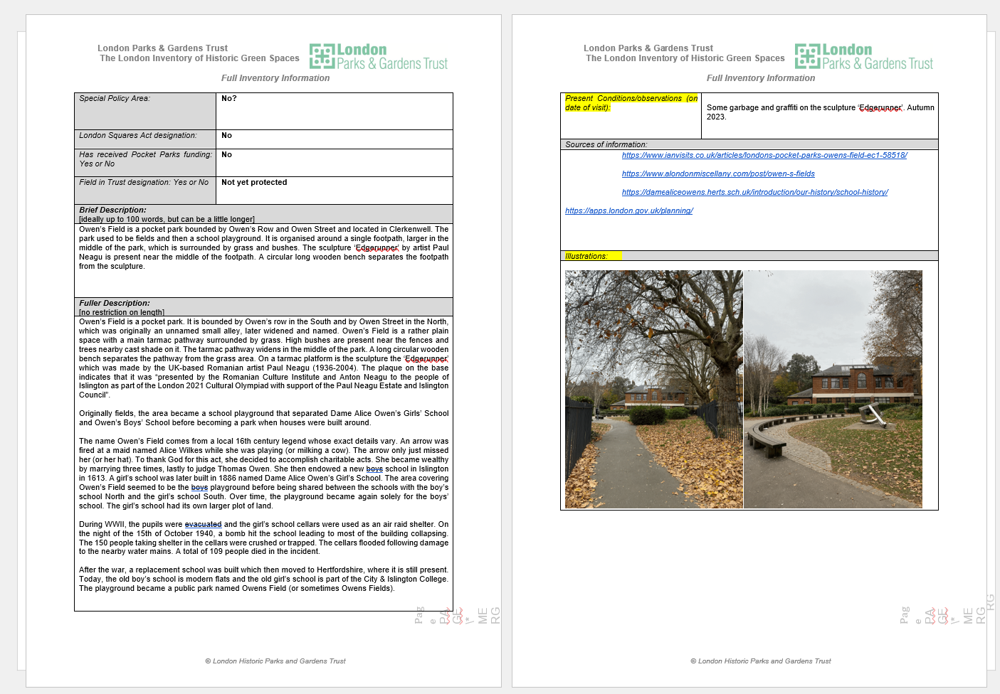 London Parks & Gardens Trust
The London Inventory of Historic Green Spaces
London
Parks & Gardens Trust
Full Inventory Information
Special Policy Area:
No?
London Squares Act designation:
No
Has received Pocket Parks funding:
Yes or No
No
Field in Trust designation: Yes or No
Not yet protected
Brief Description:
[ideally up to 100 words, but can be a little longer]
Owen's Field is a pocket park bounded by Owen's Row and Owen Street and located in Clerkenwell. The
park used to be fields and then a school playground. It is organised around a single footpath, larger in the
middle of the park, which is surrounded by grass and bushes. The sculpture 'Edgerunner' by artist Paul
Neagu is present near the middle of the footpath. A circular long wooden bench separates the footpath
from the sculpture.
Fuller Description:
[no restriction on length]
Owen's Field is a pocket park. It is bounded by Owen's row in the South and by Owen Street in the North,
which was originally an unnamed small alley, later widened and named. Owen's Field is a rather plain
space with a main tarmac pathway surrounded by grass. High bushes are present near the fences and
trees nearby cast shade on it. The tarmac pathway widens in the middle of the park. A long circular wooden
bench separates the pathway from the grass area. On a tarmac platform is the sculpture the 'Edgerunner'
which was made by the UK-based Romanian artist Paul Neagu (1936-2004). The plaque on the base
indicates that it was "presented by the Romanian Culture Institute and Anton Neagu to the people of
Islington as part of the London 2021 Cultural Olympiad with support of the Paul Neagu Estate and Islington
Council".
Originally fields, the area became a school playground that separated Dame Alice Owen's Girls' School
and Owen's Boys' School before becoming a park when houses were built around.
The name Owen's Field comes from a local 16th century legend whose exact details vary. An arrow was
fired at a maid named Alice Wilkes while she was playing (or milking a cow). The arrow only just missed
her (or her hat). To thank God for this act, she decided to accomplish charitable acts. She became wealthy
by marrying three times, lastly to judge Thomas Owen. She then endowed a new boys school in Islington
in 1613. A girl's school was later built in 1886 named Dame Alice Owen's Girl's School. The area covering
Owen's Field seemed to be the boys playground before being shared between the schools with the boy's
school North and the girl's school South. Over time, the playground became again solely for the boys'
school. The girl's school had its own larger plot of land.
During WWII, the pupils were evacuated and the girl's school cellars were used as an air raid shelter. On
the night of the 15th of October 1940, a bomb hit the school leading to most of the building collapsing.
The 150 people taking shelter in the cellars were crushed or trapped. The cellars flooded following damage
to the nearby water mains. A total of 109 people died in the incident.
After the war, a replacement school was built which then moved to Hertfordshire, where it is still present.
Today, the old boy's school is modern flats and the old girl's school is part of the City & Islington College.
The playground became a public park named Owens Field (or sometimes Owens Fields).
Pag
e
PA
GE
\*
ME
RG
© London Historic Parks and Gardens Trust
London Parks & Gardens Trust
The London Inventory of Historic Green Spaces
London
Parks & Gardens Trust
Full Inventory Information
Present Conditions/observations (on
date of visit):
Some garbage and graffiti on the sculpture 'Edgerunner'. Autumn
2023.
Sources of information:
https://www.ianvisits.co.uk/articles/londons-pocket-parks-owens-field-ec1-58518/
https://www.alondonmiscellany.com/post/owen-s-fields
https://damealiceowens.herts.sch.uk/introduction/our-history/school-history/
https://apps.london.gov.uk/planning/
Illustrations:
Pag
e
PA
GE
\*
ME
RG
RG
© London Historic Parks and Gardens Trust